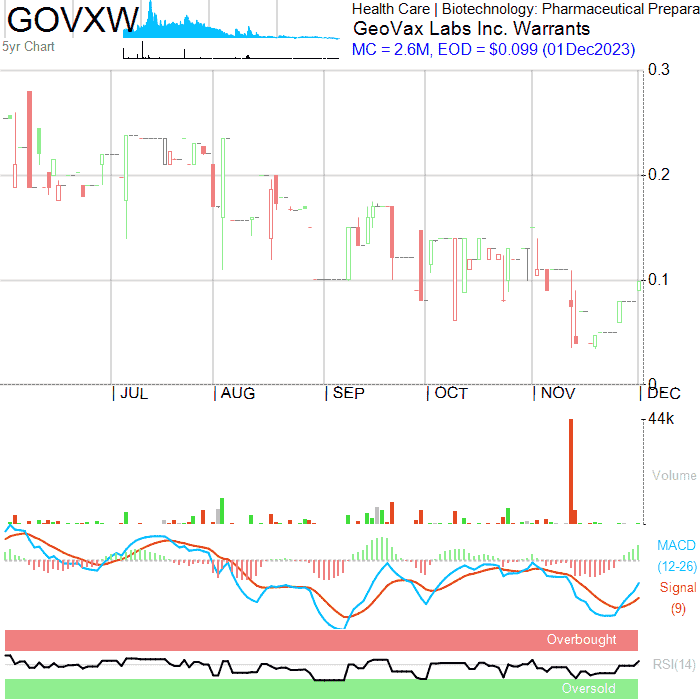 GOVXW
Health Care | Biotechnology: Pharmaceutical Prepara
GeoVax Labs Inc. Warrants
5yr Chart
MC = 2.6M, EOD = $0.099 (01Dec2023)
0.3
0.2
0.1
0
JUL AUG SEP OCT NOV DEC
44k
Volume
MACD
(12-26)
Signal
(9)
Overbought
RSI(14)
Oversold